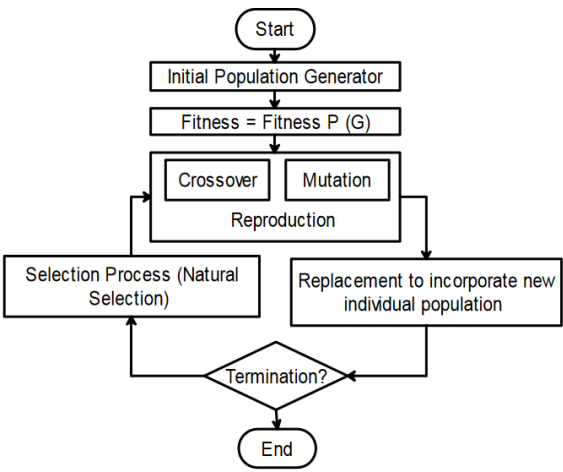 Start
Initial Population Generator
Fitness = Fitness P (G)
Crossover
Mutation
Reproduction
Selection Process (Natural
Selection)
Replacement to incorporate new
individual population
Termination?
End